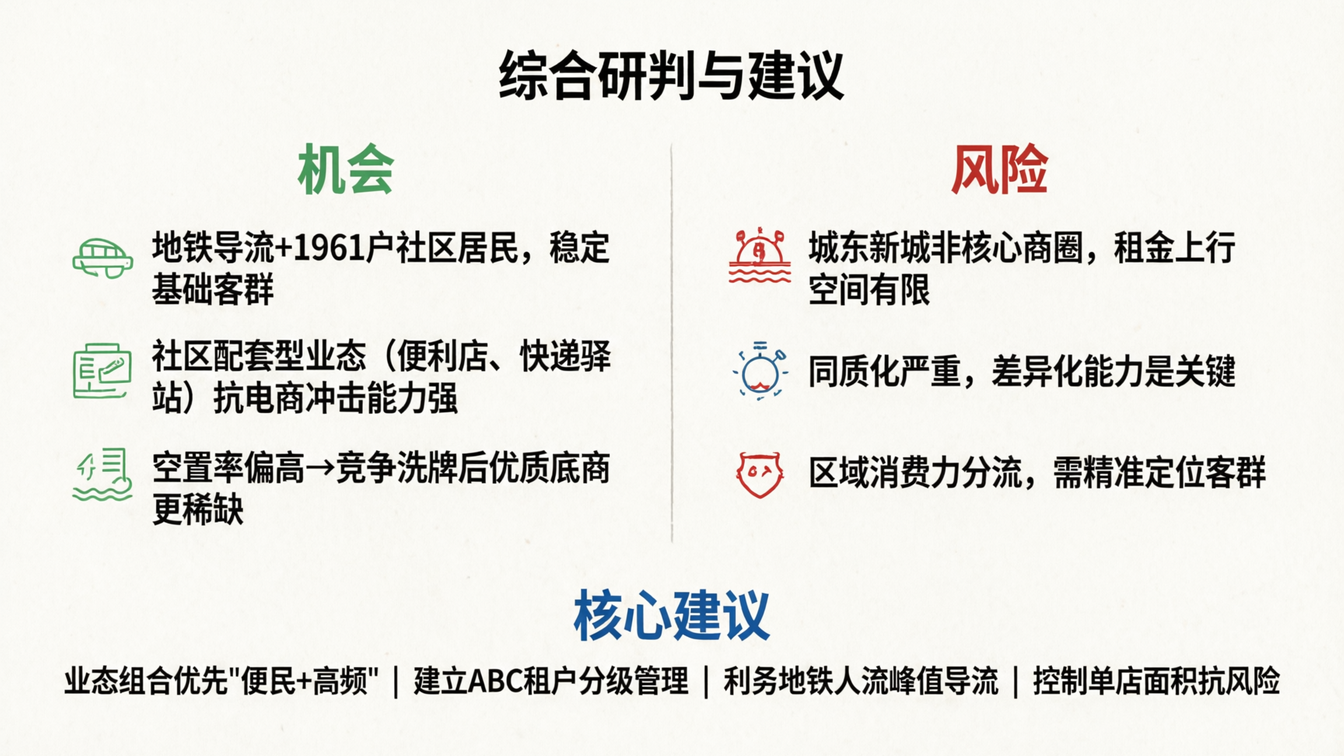 综合研判与建议
机会
地铁导流+1961户社区居民，稳定
基础客群
社区配套型业态（便利店、快递驿
站）抗电商冲击能力强
空置率偏高→竞争洗牌后优质底商
更稀缺
风险
城东新城非核心商圈，租金上行
空间有限
同质化严重，差异化能力是关键
区域消费力分流，需精准定位客群
核心建议
业态组合优先"便民+高频" | 建立ABC租户分级管理 | 利务地铁人流峰值导流 | 控制单店面积抗风险